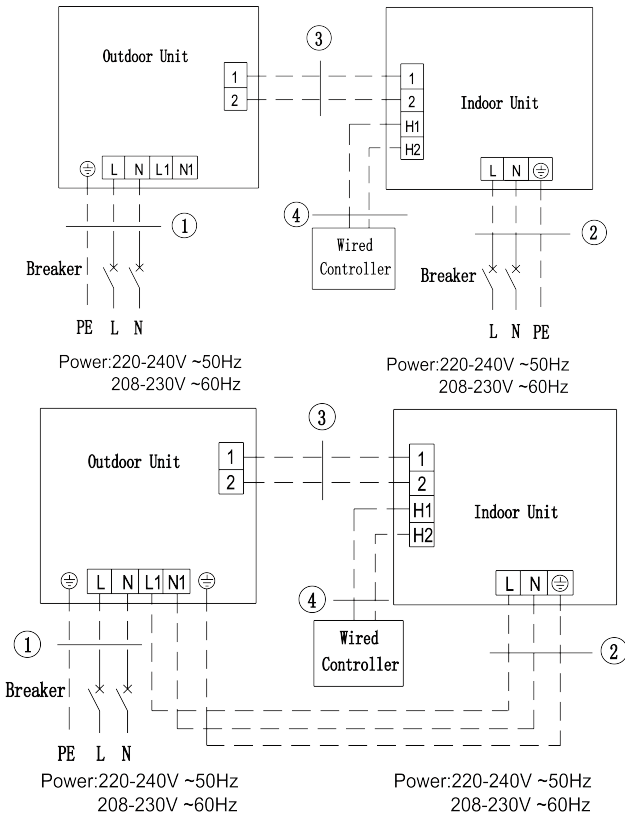 3
Outdoor Unit
1
2
1
2
H1
H2
Indoor Unit
L N L1 N1
L N
4
1
2
Wired
Controller
Breaker
Breaker
PE L N
L N PE
Power:220-240V ~50Hz
208-230V ~60Hz
Power:220-240V ~50Hz
208-230V ~60Hz
3
Outdoor Unit
1
2
1
2
H1
H2
Indoor Unit
L N L1 N1
L N
4
1
2
Wired
Controller
Breaker
PE L N
Power:220-240V ~50Hz
208-230V ~60Hz
Power:220-240V ~50Hz
208-230V ~60Hz